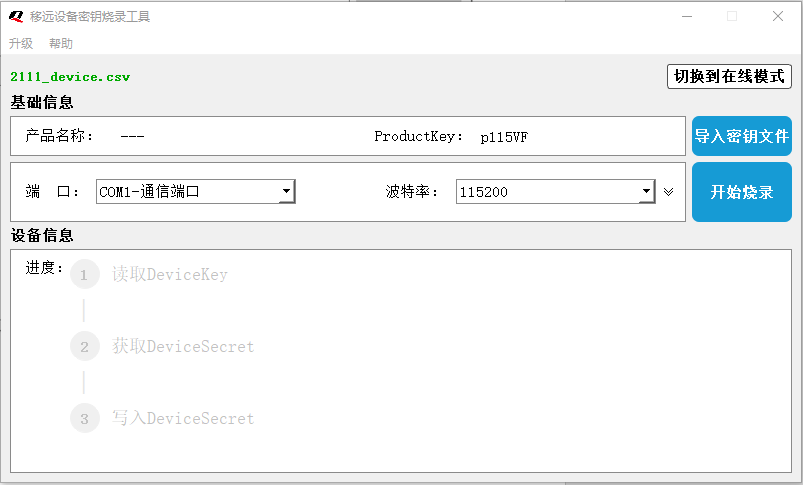 移远设备密钥烧录工具
升级 帮助
2111_device.csv 切换到在线模式
基础信息
产品名称： --- ProductKey： p115VF 导入密钥文件
端 口： COM1-通信端口 波特率： 115200 开始烧录
设备信息
进度： 1 读取DeviceKey
2 获取DeviceSecret
3 写入DeviceSecret